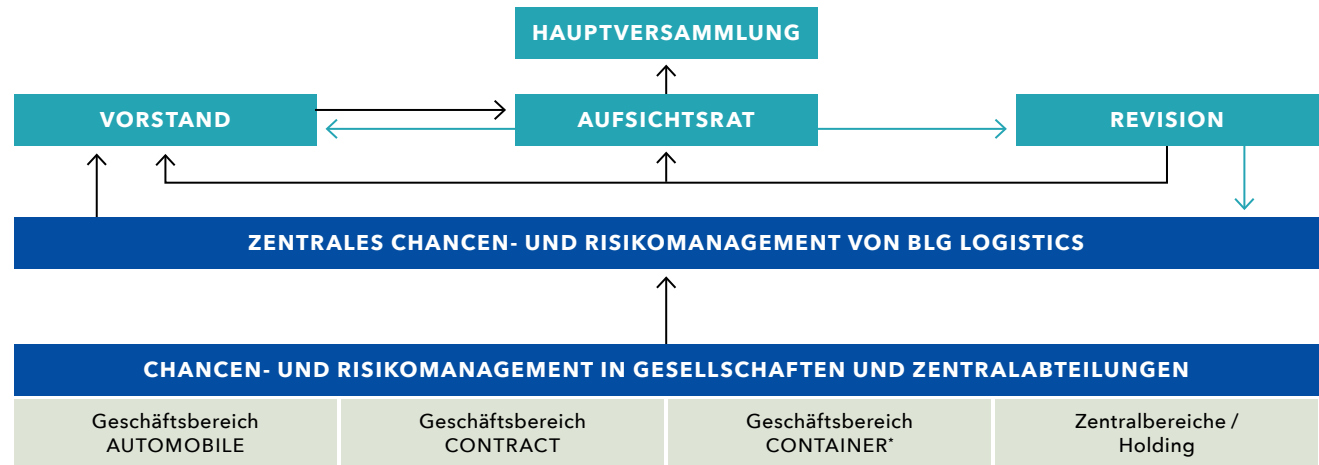 HAUPTVERSAMMLUNG
VORSTAND
AUFSICHTSRAT
REVISION
ZENTRALES CHANCEN- UND RISIKOMANAGEMENT VON BLG LOGISTICS
CHANCEN- UND RISIKOMANAGEMENT IN GESELLSCHAFTEN UND ZENTRALABTEILUNGEN
Geschäftsbereich
AUTOMOBILE
Geschäftsbereich
CONTRACT
Geschäftsbereich
CONTAINER*
Zentralbereiche /
Holding